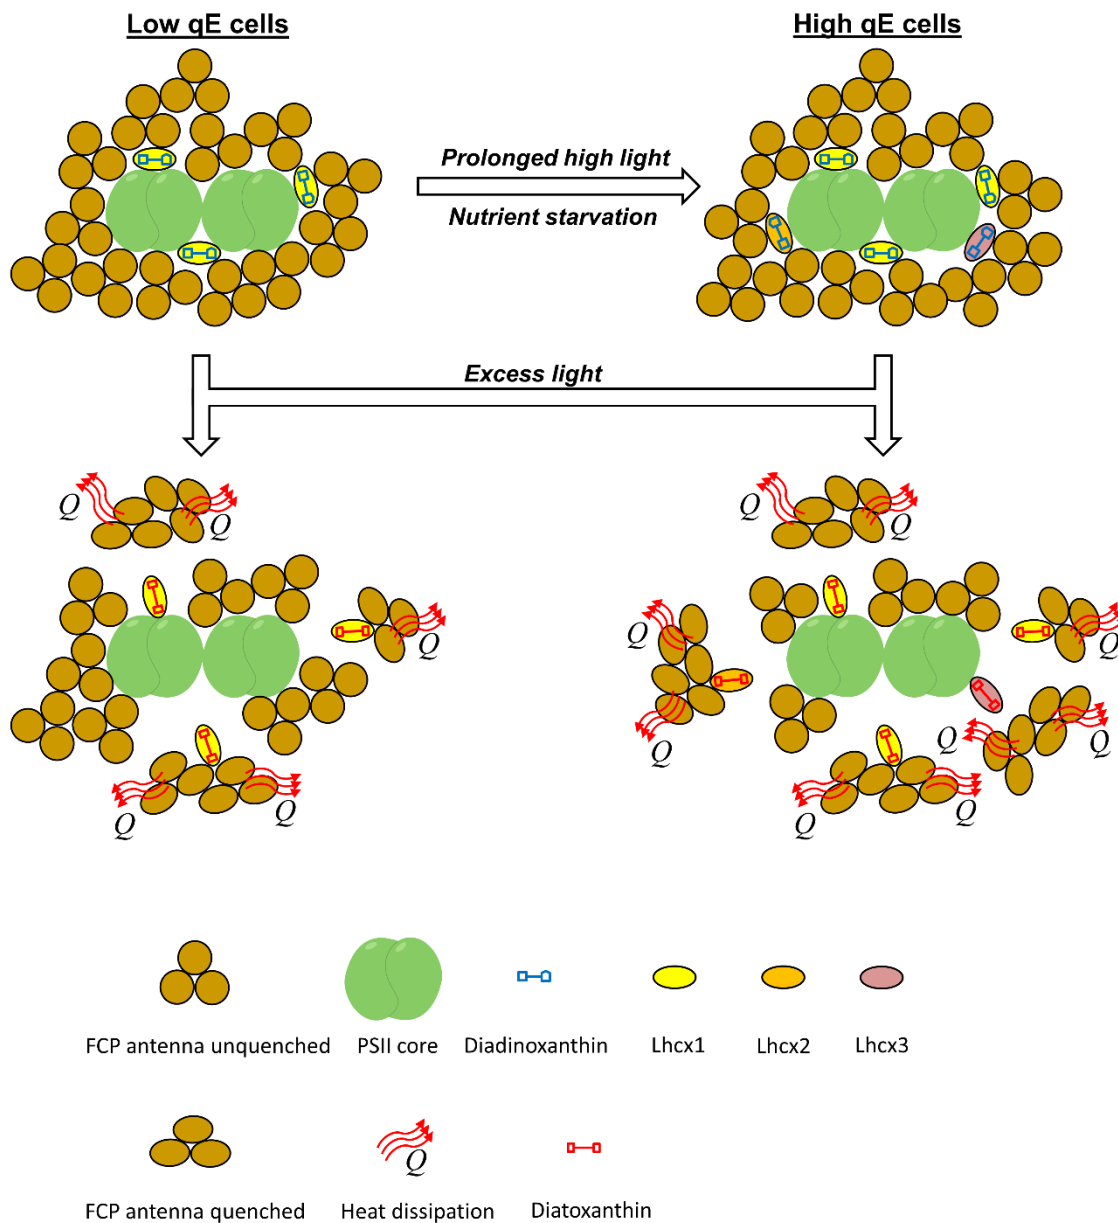 Low qE cells
High qE cells
Prolonged high light
Nutrient starvation
Excess light
Q
Q
Q
Q
Q
Q
Q
Q
Q
Q
Q
Q
Q
Q
FCP antenna unquenched
PSII core
Diadinoxanthin
Lhcx1
Lhcx2
Lhcx3
Q
FCP antenna quenched
Heat dissipation
Diatoxanthin